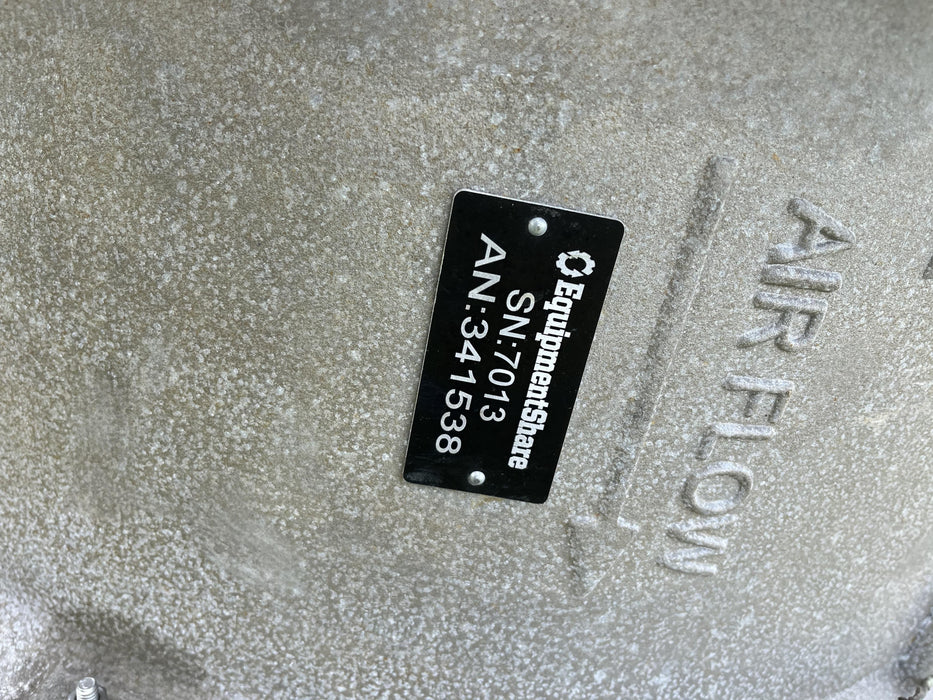 AIR FLOW
EquipmentShare
SN:7013
AN:341538